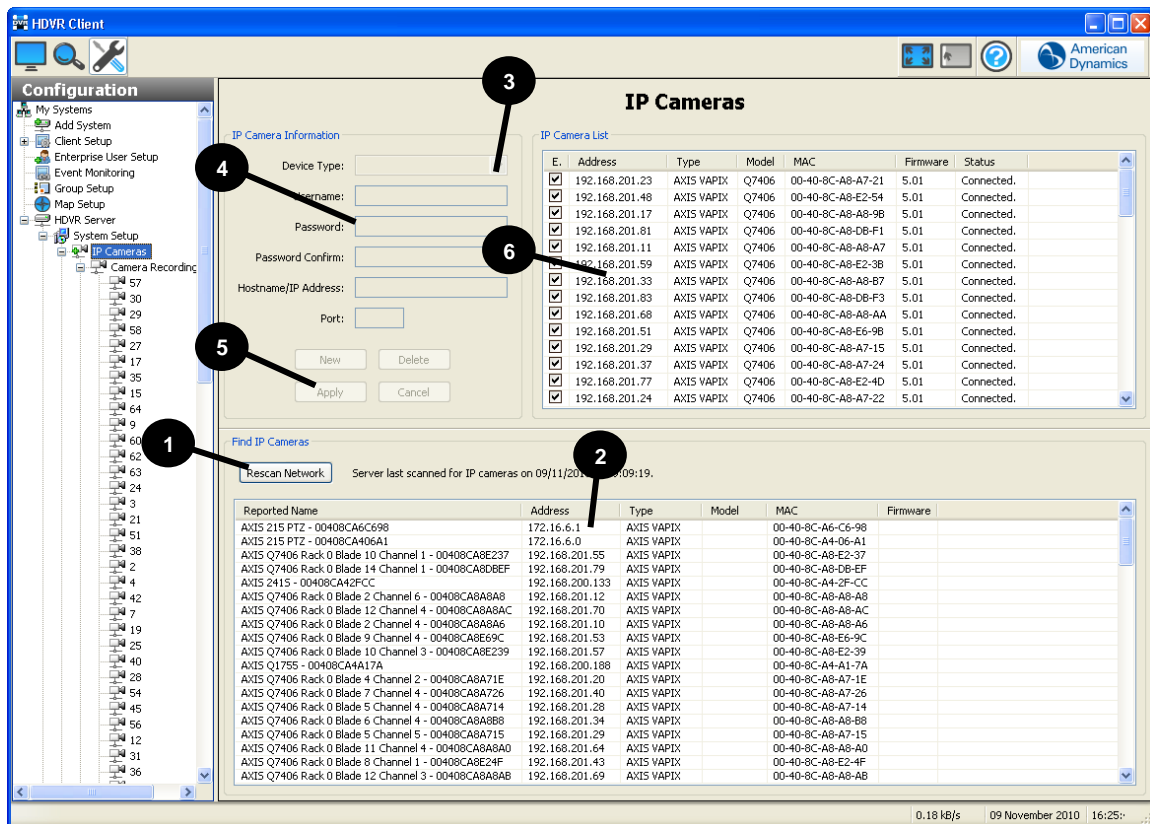 HDVR Client
American
Dynamics
Configuration
My Systems
Add System
Client Setup
Enterprise User Setup
Event Monitoring
Group Setup
Map Setup
HDVR Server
System Setup
IP Cameras
Camera Recording
57
30
29
58
27
17
35
15
64
9
60
62
63
24
3
21
51
38
2
4
42
7
19
25
40
28
54
45
56
12
31
36
IP Cameras
IP Camera Information
3
Device Type:
4
Username:
Password:
Password Confirm:
Hostname/IP Address:
Port:
5
New Delete
Apply Cancel
IP Camera List
E. Address Type Model MAC Firmware Status
192.168.201.23 AXIS VAPIX Q7406 00-40-8C-A8-A7-21 5.01 Connected.
192.168.201.48 AXIS VAPIX Q7406 00-40-8C-A8-E2-54 5.01 Connected.
192.168.201.17 AXIS VAPIX Q7406 00-40-8C-A8-A8-9B 5.01 Connected.
192.168.201.81 AXIS VAPIX Q7406 00-40-8C-A8-DB-F1 5.01 Connected.
192.168.201.11 AXIS VAPIX Q7406 00-40-8C-A8-A8-A7 5.01 Connected.
6
192.168.201.59 AXIS VAPIX Q7406 00-40-8C-A8-E2-3B 5.01 Connected.
192.168.201.33 AXIS VAPIX Q7406 00-40-8C-A8-A8-B7 5.01 Connected.
192.168.201.83 AXIS VAPIX Q7406 00-40-8C-A8-DB-F3 5.01 Connected.
192.168.201.68 AXIS VAPIX Q7406 00-40-8C-A8-A8-AA 5.01 Connected.
192.168.201.51 AXIS VAPIX Q7406 00-40-8C-A8-E6-9B 5.01 Connected.
192.168.201.29 AXIS VAPIX Q7406 00-40-8C-A8-A7-15 5.01 Connected.
192.168.201.37 AXIS VAPIX Q7406 00-40-8C-A8-A7-24 5.01 Connected.
192.168.201.77 AXIS VAPIX Q7406 00-40-8C-A8-E2-4D 5.01 Connected.
192.168.201.24 AXIS VAPIX Q7406 00-40-8C-A8-A7-22 5.01 Connected.
Find IP Cameras
1
2
Rescan Network Server last scanned for IP cameras on 09/11/201 :09:19.
Reported Name Address Type Model MAC Firmware
AXIS 215 PTZ - 00408CA6C698 172.16.6.1 AXIS VAPIX 00-40-8C-A6-C6-98
AXIS 215 PTZ - 00408CA406A1 172.16.6.0 AXIS VAPIX 00-40-8C-A4-06-A1
AXIS Q7406 Rack 0 Blade 10 Channel 1 - 00408CA8E237 192.168.201.55 AXIS VAPIX 00-40-8C-A8-E2-37
AXIS Q7406 Rack 0 Blade 14 Channel 1 - 00408CA8DBEF 192.168.201.79 AXIS VAPIX 00-40-8C-A8-DB-EF
AXIS 241S - 00408CA42FCC 192.168.200.133 AXIS VAPIX 00-40-8C-A4-2F-CC
AXIS Q7406 Rack 0 Blade 2 Channel 6 - 00408CA8A8A8 192.168.201.12 AXIS VAPIX 00-40-8C-A8-A8-A8
AXIS Q7406 Rack 0 Blade 12 Channel 4 - 00408CA8A8AC 192.168.201.70 AXIS VAPIX 00-40-8C-A8-A8-AC
AXIS Q7406 Rack 0 Blade 2 Channel 4 - 00408CA8A8A6 192.168.201.10 AXIS VAPIX 00-40-8C-A8-A8-A6
AXIS Q7406 Rack 0 Blade 9 Channel 4 - 00408CA8E69C 192.168.201.53 AXIS VAPIX 00-40-8C-A8-E6-9C
AXIS Q7406 Rack 0 Blade 10 Channel 3 - 00408CA8E239 192.168.201.57 AXIS VAPIX 00-40-8C-A8-E2-39
AXIS Q1755 - 00408CA4A17A 192.168.200.188 AXIS VAPIX 00-40-8C-A4-A1-7A
AXIS Q7406 Rack 0 Blade 4 Channel 2 - 00408CA8A71E 192.168.201.20 AXIS VAPIX 00-40-8C-A8-A7-1E
AXIS Q7406 Rack 0 Blade 7 Channel 4 - 00408CA8A726 192.168.201.40 AXIS VAPIX 00-40-8C-A8-A7-26
AXIS Q7406 Rack 0 Blade 5 Channel 4 - 00408CA8A714 192.168.201.28 AXIS VAPIX 00-40-8C-A8-A7-14
AXIS Q7406 Rack 0 Blade 6 Channel 4 - 00408CA8A8B8 192.168.201.34 AXIS VAPIX 00-40-8C-A8-A8-B8
AXIS Q7406 Rack 0 Blade 5 Channel 5 - 00408CA8A715 192.168.201.29 AXIS VAPIX 00-40-8C-A8-A7-15
AXIS Q7406 Rack 0 Blade 11 Channel 4 - 00408CA8A8A0 192.168.201.64 AXIS VAPIX 00-40-8C-A8-A8-A0
AXIS Q7406 Rack 0 Blade 8 Channel 1 - 00408CA8E24F 192.168.201.43 AXIS VAPIX 00-40-8C-A8-E2-4F
AXIS Q7406 Rack 0 Blade 12 Channel 3 - 00408CA8A8AB 192.168.201.69 AXIS VAPIX 00-40-8C-A8-A8-AB
0.18 kB/s 09 November 2010 16:25: